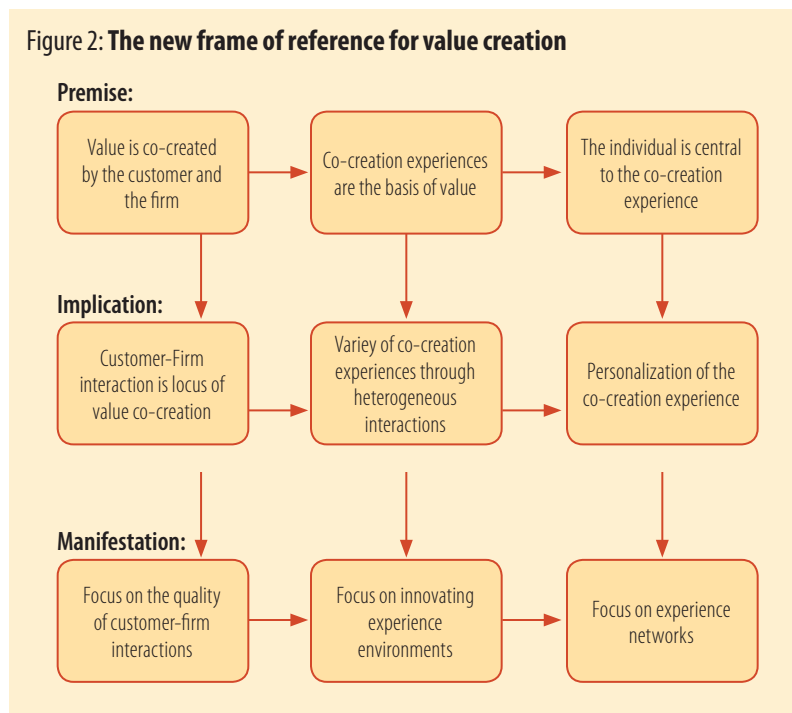 Figure 2: The new frame of reference for value creation
Premise:
Value is co-created
by the customer and
the firm
Co-creation experiences
are the basis of value
The individual is central
to the co-creation
experience
Implication:
Customer-Firm
interaction is locus of
value co-creation
Variey of co-creation
experiences through
heterogeneous
interactions
Personalization of the
co-creation experience
Manifestation:
Focus on the quality
of customer-firm
interactions
Focus on innovating
experience
environments
Focus on experience
networks